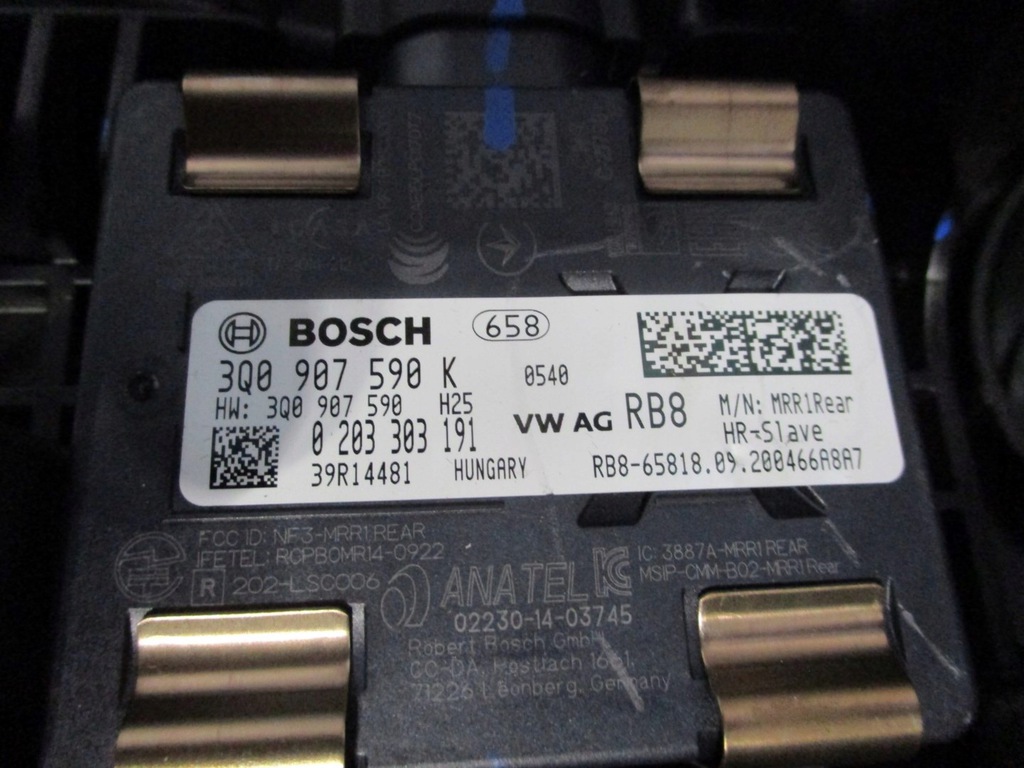 BOSCH 658
3Q0 907 590 K 0540
HW: 3Q0 907 590 H25
VW AG RB8 M/N: MRR1Rear
HR-Slave
0 203 303 191
39R14481 HUNGARY RB8-65818.09.200466A8A7
FCC ID: NF3-MRR1REAR
IFETEL: RCPBOMR14-0922
R 202-LSC006
ANATEL
02230-14-03745
IC: 3887A-MRR1REAR
MSIP-CMM-B02-MRR1Rear
Robert Bosch GmbH
CC-DA, Postfach 1661,
71226 Leonberg, Germany